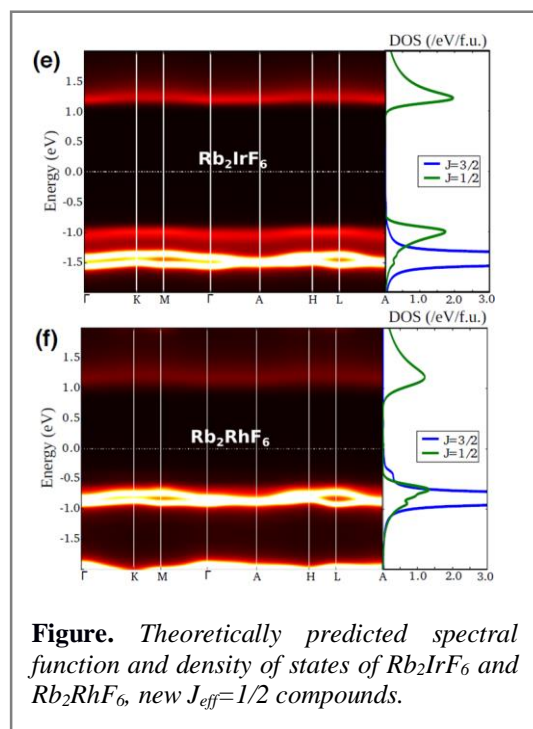 DOS (/eV/f.u.)
(e)
1.5
1.0
0.5
0.0
-0.5
-1.0
-1.5
Energy (eV)
Rb₂IrF₆
J=3/2
J=1/2
Γ K M Γ A H L A 1.0 2.0 3.0
DOS (/eV/f.u.)
(f)
1.5
1.0
0.5
0.0
-0.5
-1.0
Energy (eV)
Rb₂RhF₆
J=3/2
J=1/2
Γ K M Γ A H L A 1.0 2.0 3.0
Figure. Theoretically predicted spectral
function and density of states of Rb₂IrF₆ and
Rb₂RhF₆, new J_eff=1/2 compounds.